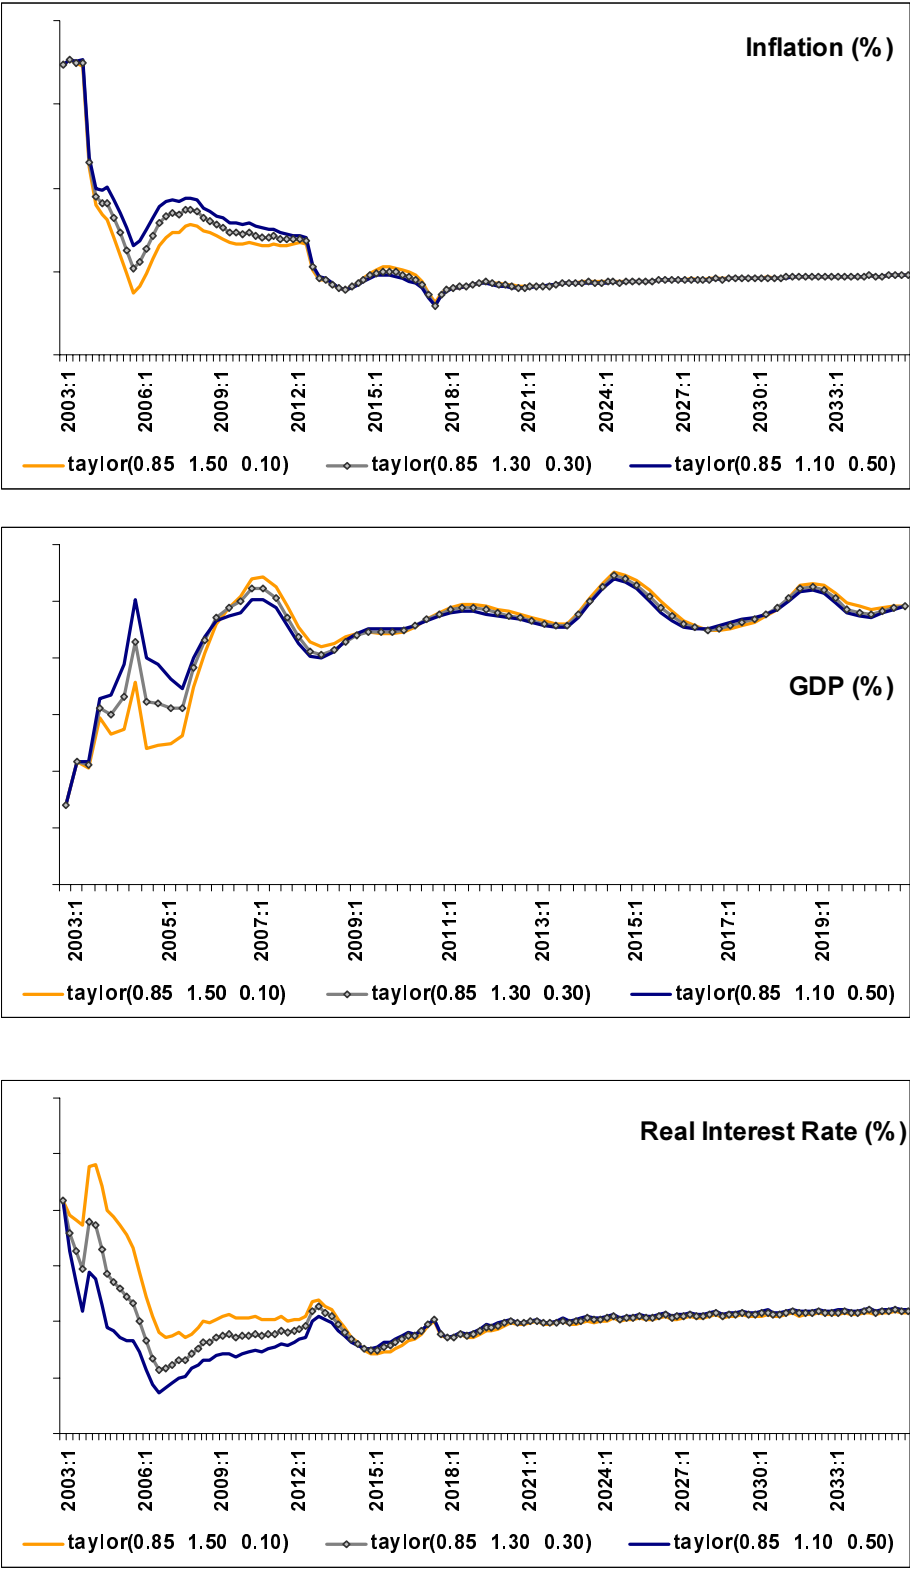 Inflation (%)
2003:1 2006:1 2009:1 2012:1 2015:1 2018:1 2021:1 2024:1 2027:1 2030:1 2033:1
taylor(0.85 1.50 0.10) taylor(0.85 1.30 0.30) taylor(0.85 1.10 0.50)
GDP (%)
2003:1 2005:1 2007:1 2009:1 2011:1 2013:1 2015:1 2017:1 2019:1
taylor(0.85 1.50 0.10) taylor(0.85 1.30 0.30) taylor(0.85 1.10 0.50)
Real Interest Rate (%)
2003:1 2006:1 2009:1 2012:1 2015:1 2018:1 2021:1 2024:1 2027:1 2030:1 2033:1
taylor(0.85 1.50 0.10) taylor(0.85 1.30 0.30) taylor(0.85 1.10 0.50)